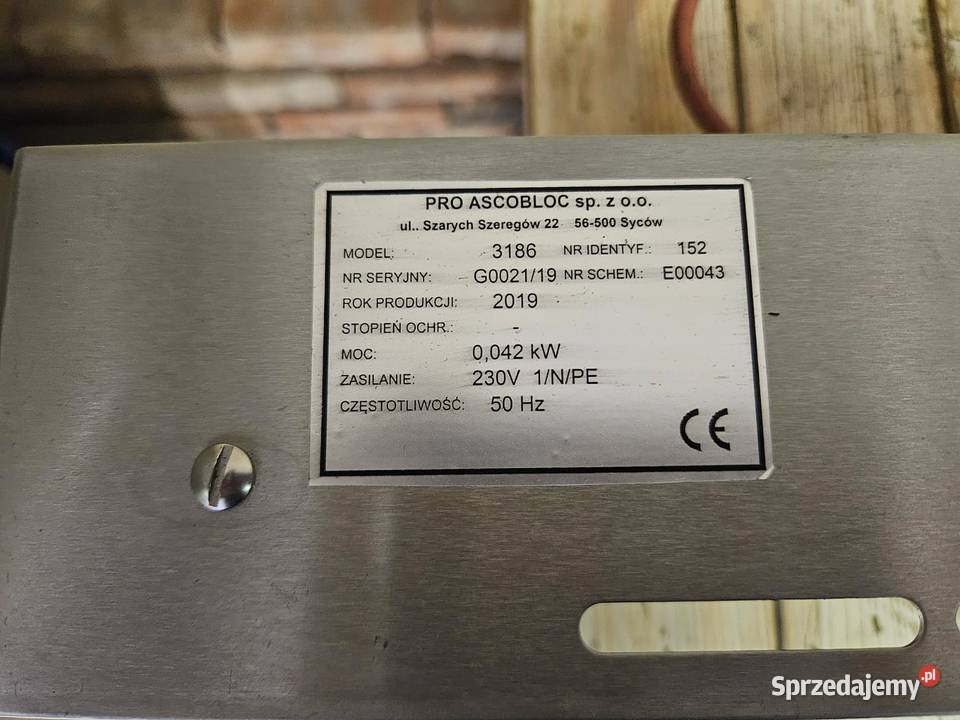 PRO ASCOBLOC sp. z o.o.
ul.. Szarych Szeregów 22 56-500 Syców
MODEL: 3186 NR IDENTYF.: 152
NR SERYJNY: G0021/19 NR SCHEM.: E00043
ROK PRODUKCJI: 2019
STOPIEŃ OCHR.: -
MOC: 0,042 kW
ZASILANIE: 230V 1/N/PE
CZĘSTOTLIWOŚĆ: 50 Hz
CE
Sprzedajemy.pl